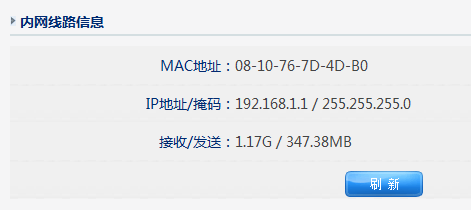 内网线路信息
MAC地址：08-10-76-7D-4D-B0
IP地址/掩码：192.168.1.1 / 255.255.255.0
接收/发送：1.17G / 347.38MB
刷 新